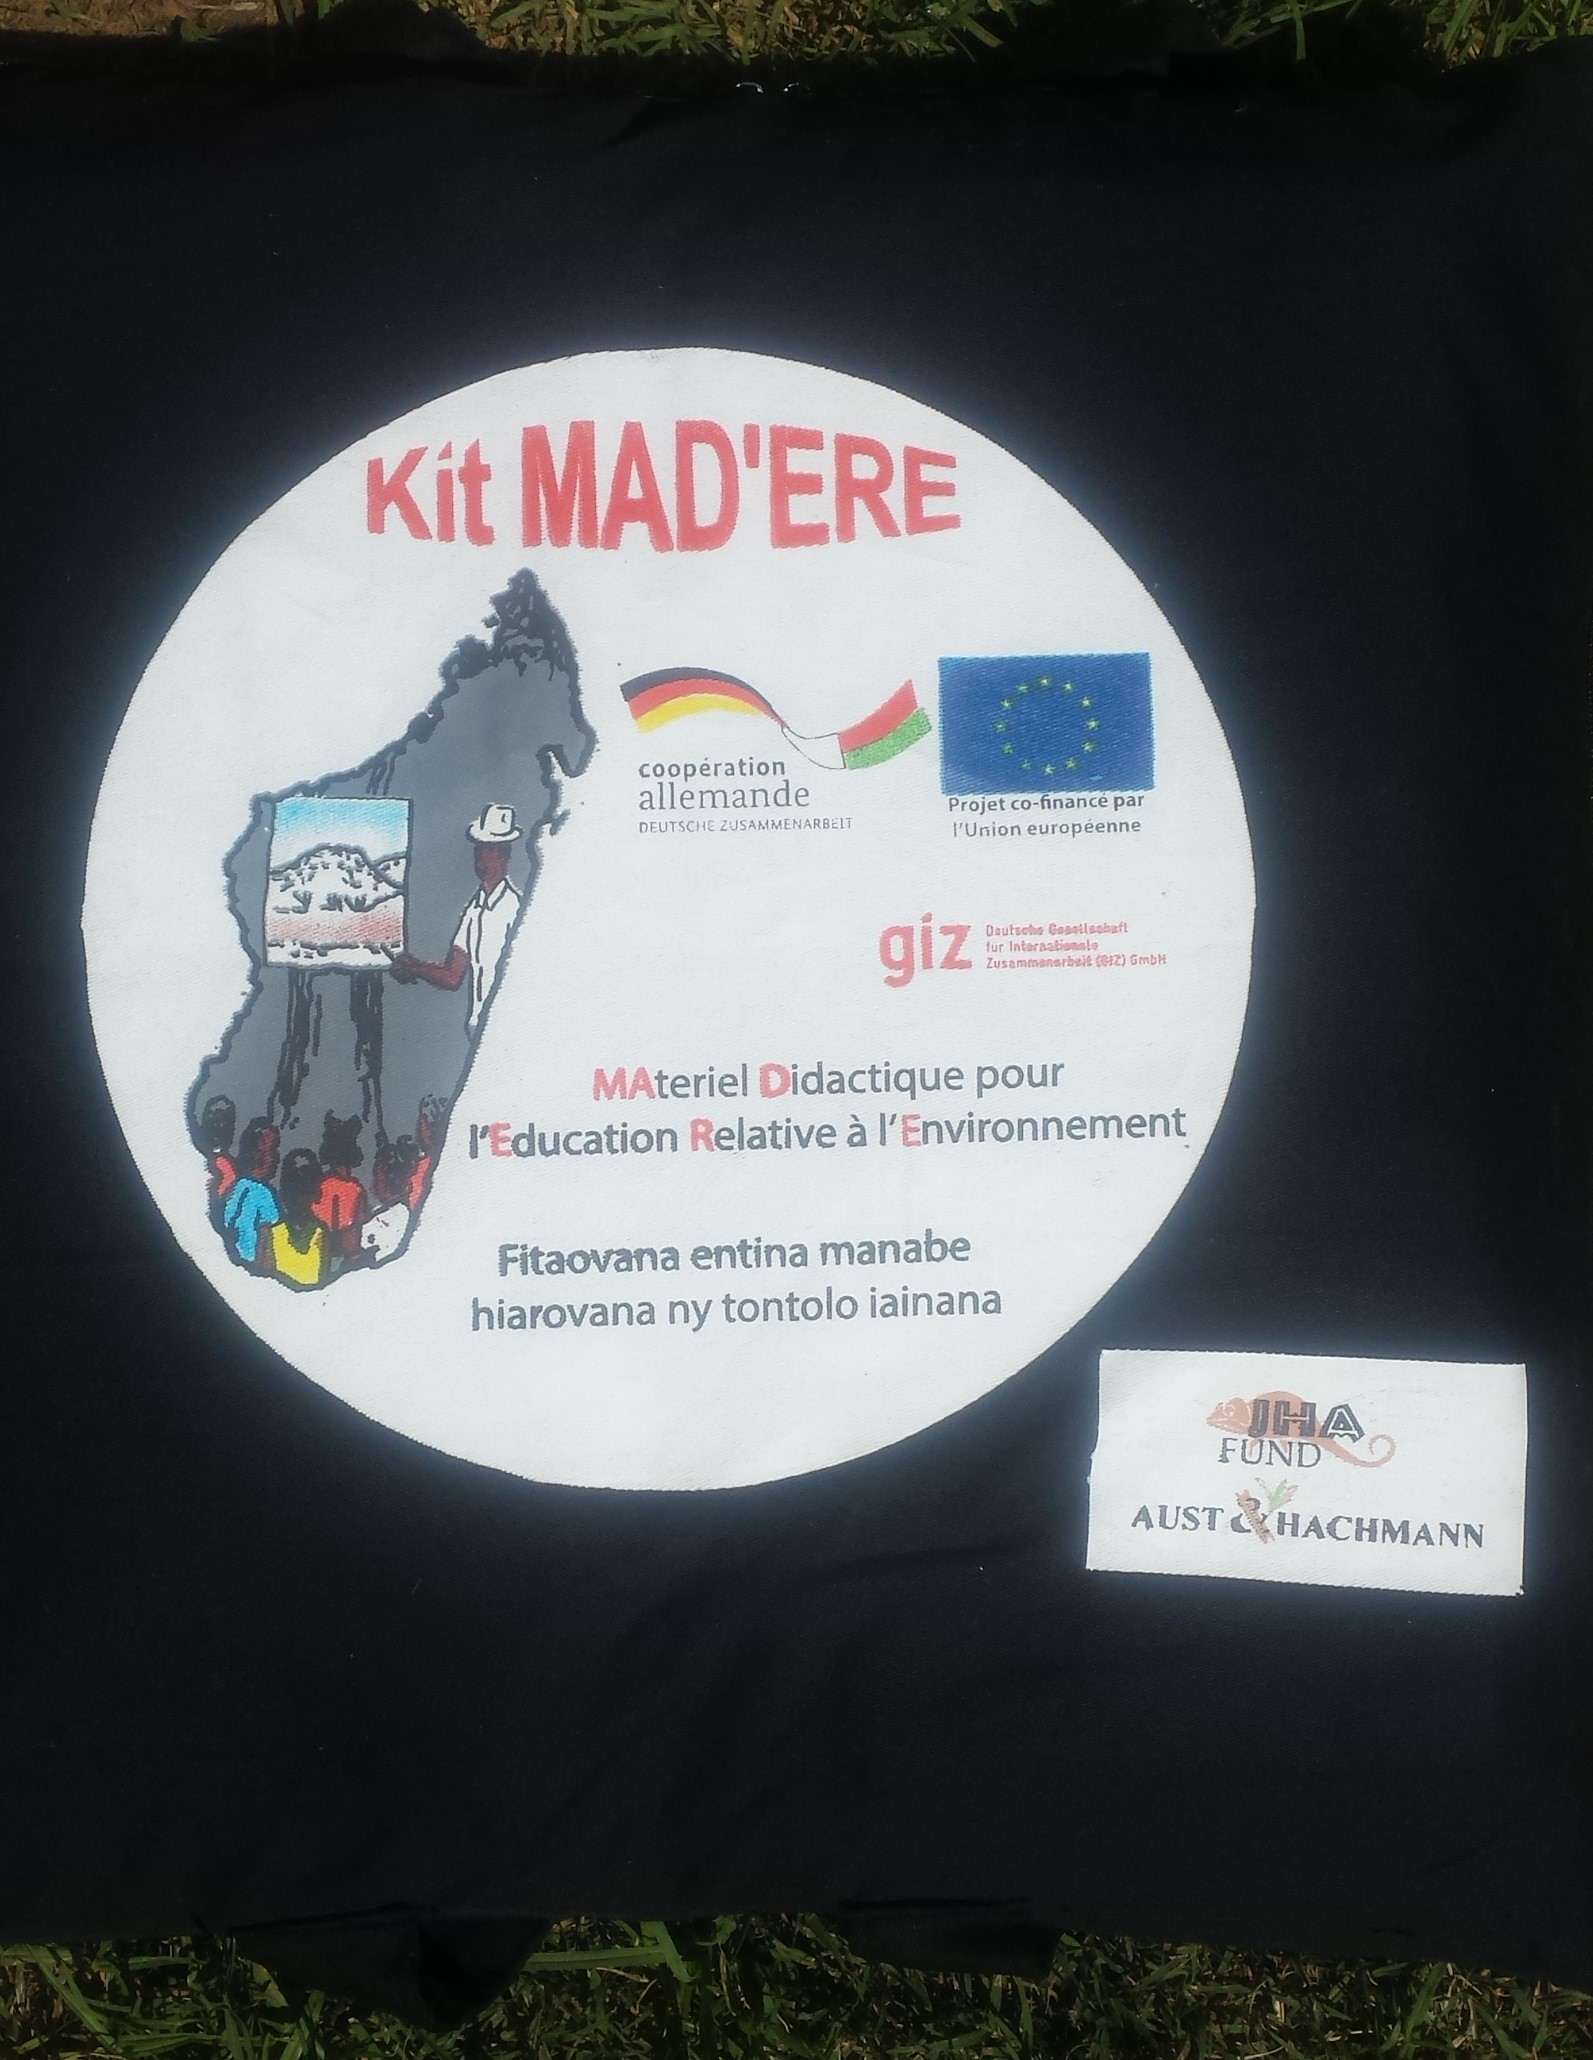 Kit MAD'ERE
coopération
allemande
DEUTSCHE ZUSAMMENARBEIT
Projet co-financé par
l'Union européenne
giz
Deutsche Gesellschaft
für Internationale
Zusammenarbeit (GIZ) GmbH
MAteriel Didactique pour
l'Education Relative à l'Environnement
Fitaovana entina manabe
hiarovana ny tontolo iainana
JHA
FUND
AUST & HACHMANN